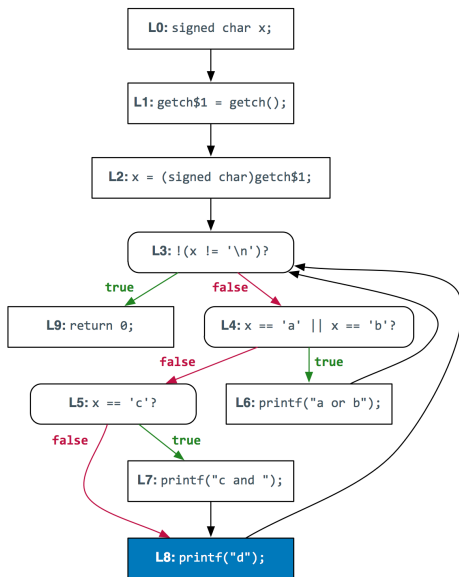 L0: signed char x;
L1: getch$1 = getch();
L2: x = (signed char)getch$1;
L3: !(x != '\n')?
true
false
L9: return 0;
L4: x == 'a' || x == 'b'?
false
true
L5: x == 'c'?
L6: printf("a or b");
false
true
L7: printf("c and ");
L8: printf("d");